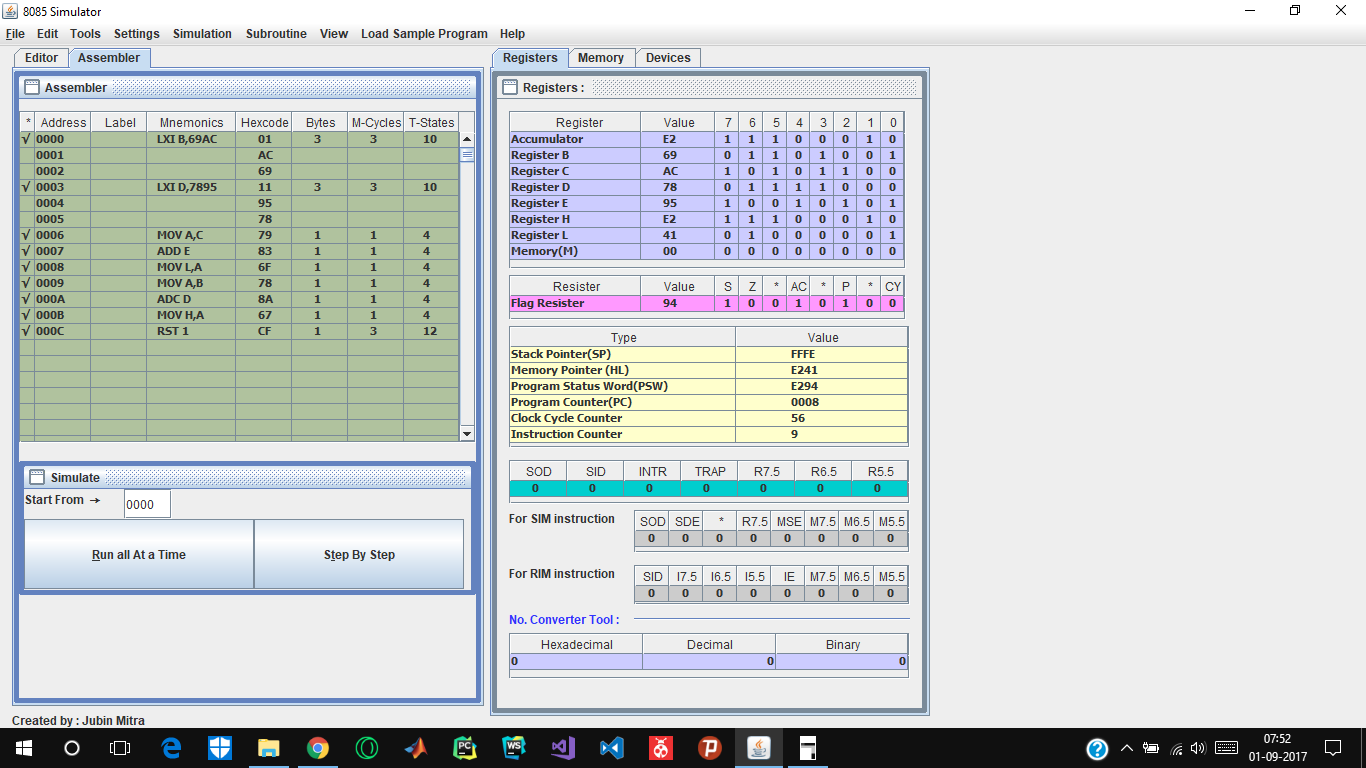 8085 Simulator
File Edit Tools Settings Simulation Subroutine View Load Sample Program Help
Editor Assembler
Assembler
* Address Label Mnemonics Hexcode Bytes M-Cycles T-States
√ 0000 LXI B,69AC 01 3 3 10
0001 AC
0002 69
√ 0003 LXI D,7895 11 3 3 10
0004 95
0005 78
√ 0006 MOV A,C 79 1 1 4
√ 0007 ADD E 83 1 1 4
√ 0008 MOV L,A 6F 1 1 4
√ 0009 MOV A,B 78 1 1 4
√ 000A ADC D 8A 1 1 4
√ 000B MOV H,A 67 1 1 4
√ 000C RST 1 CF 1 3 12
Simulate
Start From →
0000
Run all At a Time Step By Step
Created by : Jubin Mitra
Registers Memory Devices
Registers :
Register Value 7 6 5 4 3 2 1 0
Accumulator E2 1 1 1 0 0 0 1 0
Register B 69 0 1 1 0 1 0 0 1
Register C AC 1 0 1 0 1 1 0 0
Register D 78 0 1 1 1 1 0 0 0
Register E 95 1 0 0 1 0 1 0 1
Register H E2 1 1 1 0 0 0 1 0
Register L 41 0 1 0 0 0 0 0 1
Memory(M) 00 0 0 0 0 0 0 0 0
Resister Value S Z * AC * P * CY
Flag Resister 94 1 0 0 1 0 1 0 0
Type Value
Stack Pointer(SP) FFFE
Memory Pointer (HL) E241
Program Status Word(PSW) E294
Program Counter(PC) 0008
Clock Cycle Counter 56
Instruction Counter 9
SOD SID INTR TRAP R7.5 R6.5 R5.5
0 0 0 0 0 0 0
For SIM instruction
SOD SDE * R7.5 MSE M7.5 M6.5 M5.5
0 0 0 0 0 0 0 0
For RIM instruction
SID I7.5 I6.5 I5.5 IE M7.5 M6.5 M5.5
0 0 0 0 0 0 0 0
No. Converter Tool :
Hexadecimal Decimal Binary
0 0 0
07:52
01-09-2017